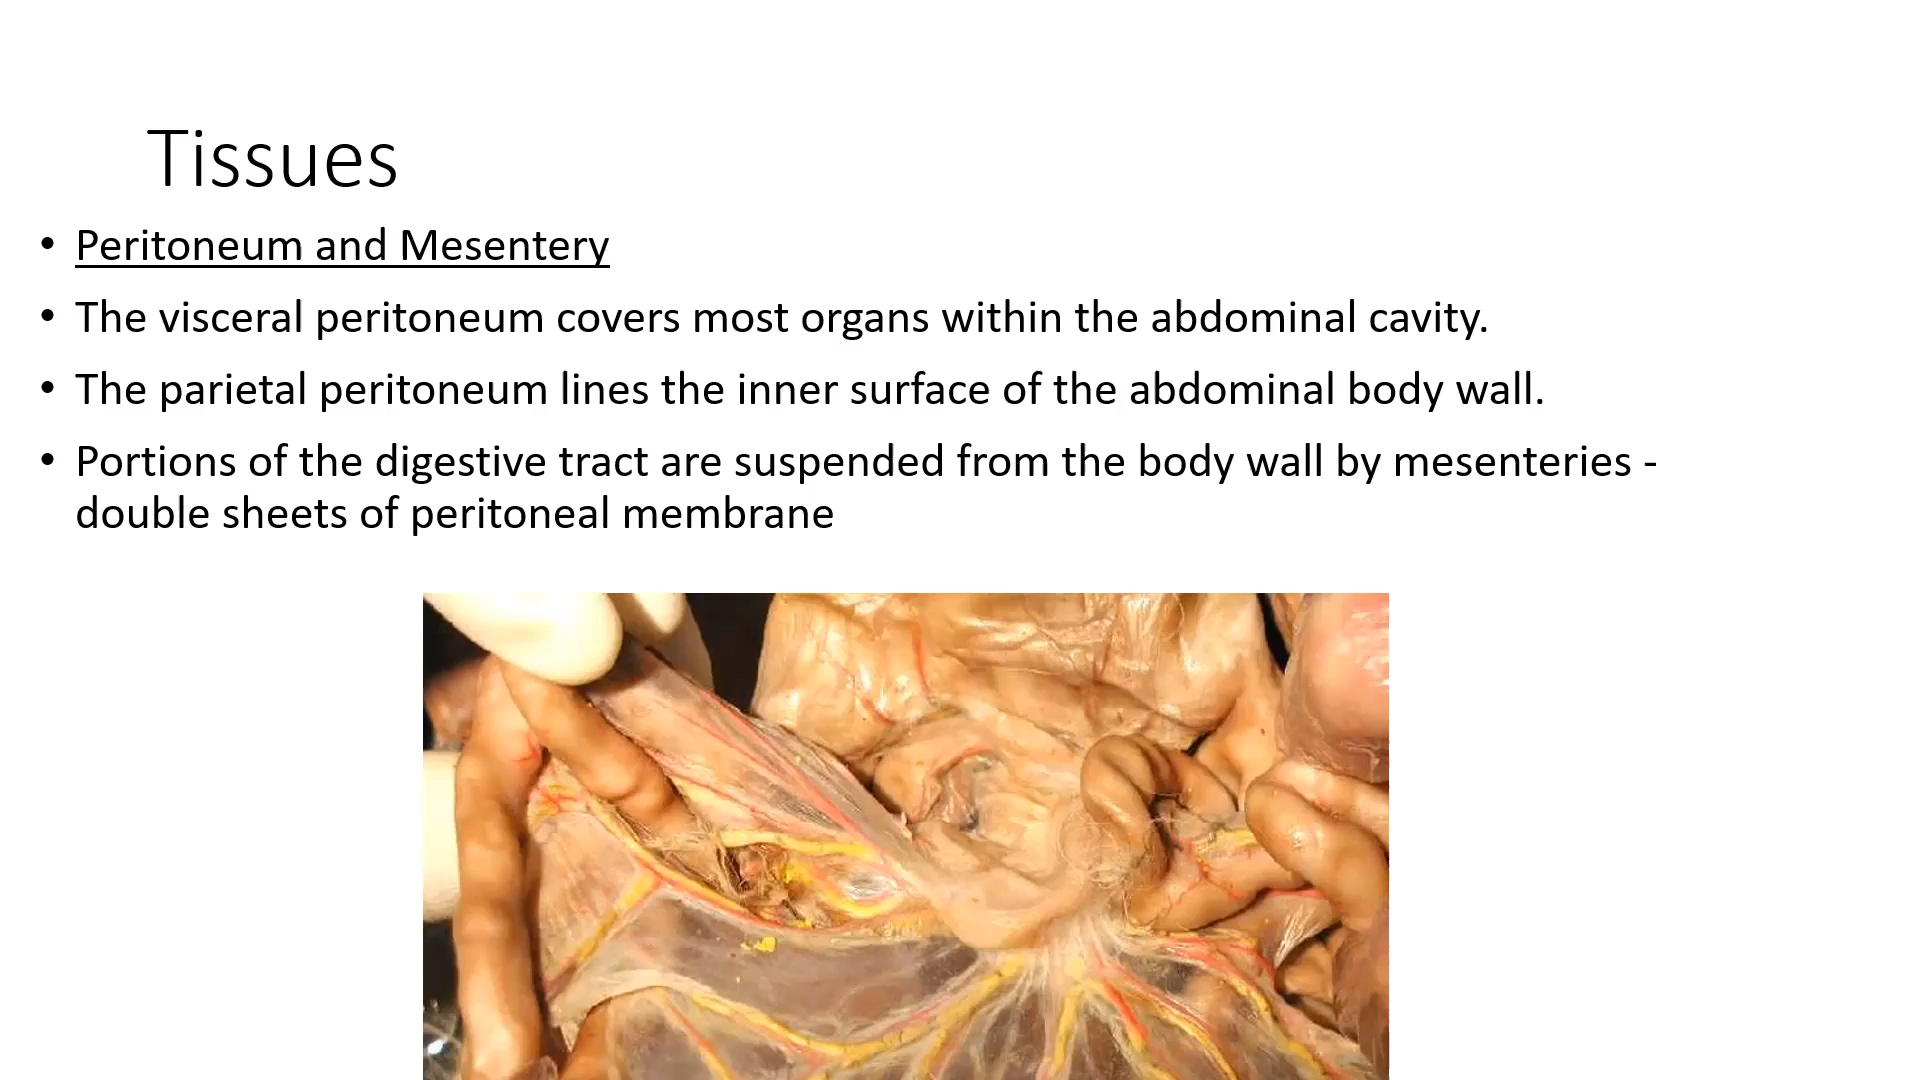 Tissues
• Peritoneum and Mesentery
• The visceral peritoneum covers most organs within the abdominal cavity.
• The parietal peritoneum lines the inner surface of the abdominal body wall.
• Portions of the digestive tract are suspended from the body wall by mesenteries -
double sheets of peritoneal membrane